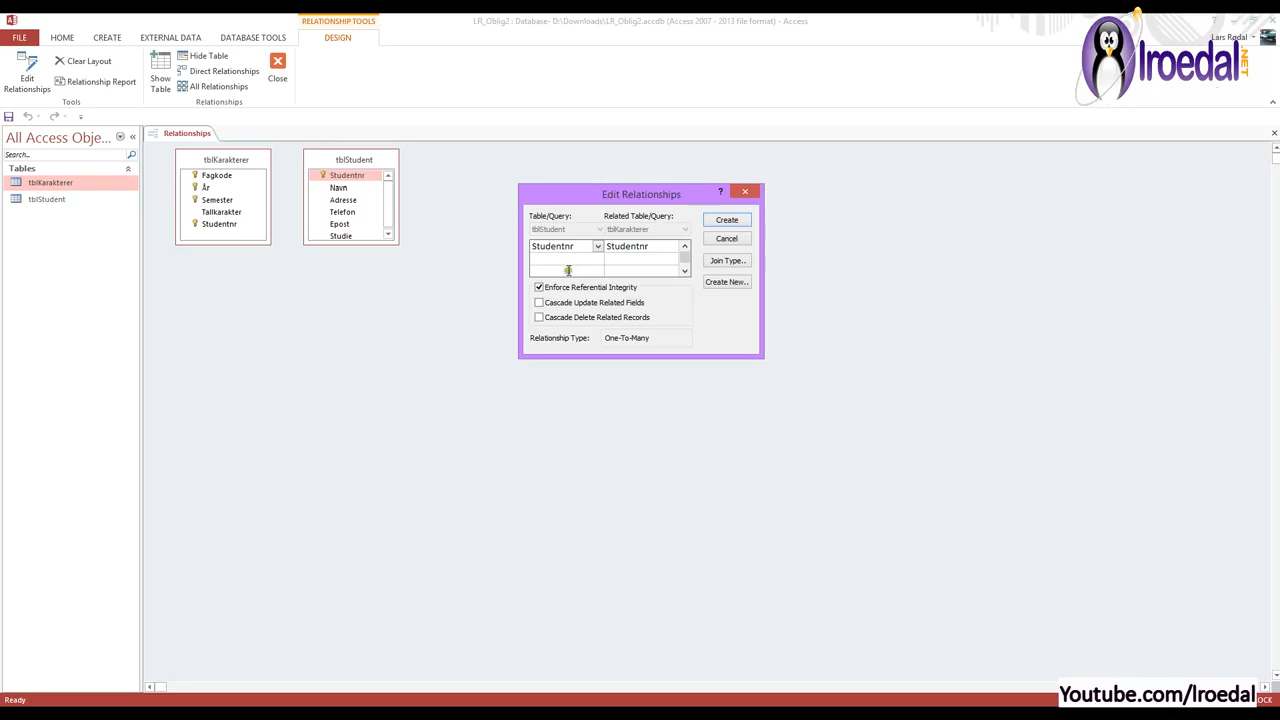 RELATIONSHIP TOOLS
LR_Oblig2 : Database- D:\Downloads\LR_Oblig2.accdb (Access 2007 - 2013 file format) - Access
FILE
HOME
CREATE
EXTERNAL DATA
DATABASE TOOLS
DESIGN
Lars Rødal
lroedal
.NET
Edit
Relationships
Clear Layout
Relationship Report
Tools
Show
Table
Hide Table
Direct Relationships
All Relationships
Relationships
Close
All Access Obje...
Search...
Tables
tblKarakterer
tblStudent
Relationships
tblKarakterer
Fagkode
År
Semester
Tallkarakter
Studentnr
tblStudent
Studentnr
Navn
Adresse
Telefon
Epost
Studie
Edit Relationships
?
Table/Query:
Related Table/Query:
tblStudent
tblKarakterer
Studentnr
Studentnr
Enforce Referential Integrity
Cascade Update Related Fields
Cascade Delete Related Records
Relationship Type:
One-To-Many
Create
Cancel
Join Type..
Create New..
Ready
Youtube.com/lroedal
OCK